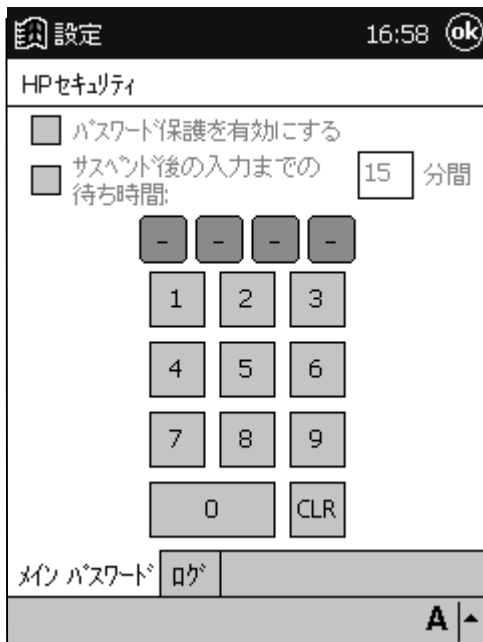 設定 16:58 ok
HPセキュリティ
パスワード保護を有効にする
サスペンド後の入力までの 15 分間
待ち時間:
- - - -
1 2 3
4 5 6
7 8 9
0 CLR
メイン パスワード ログ
A